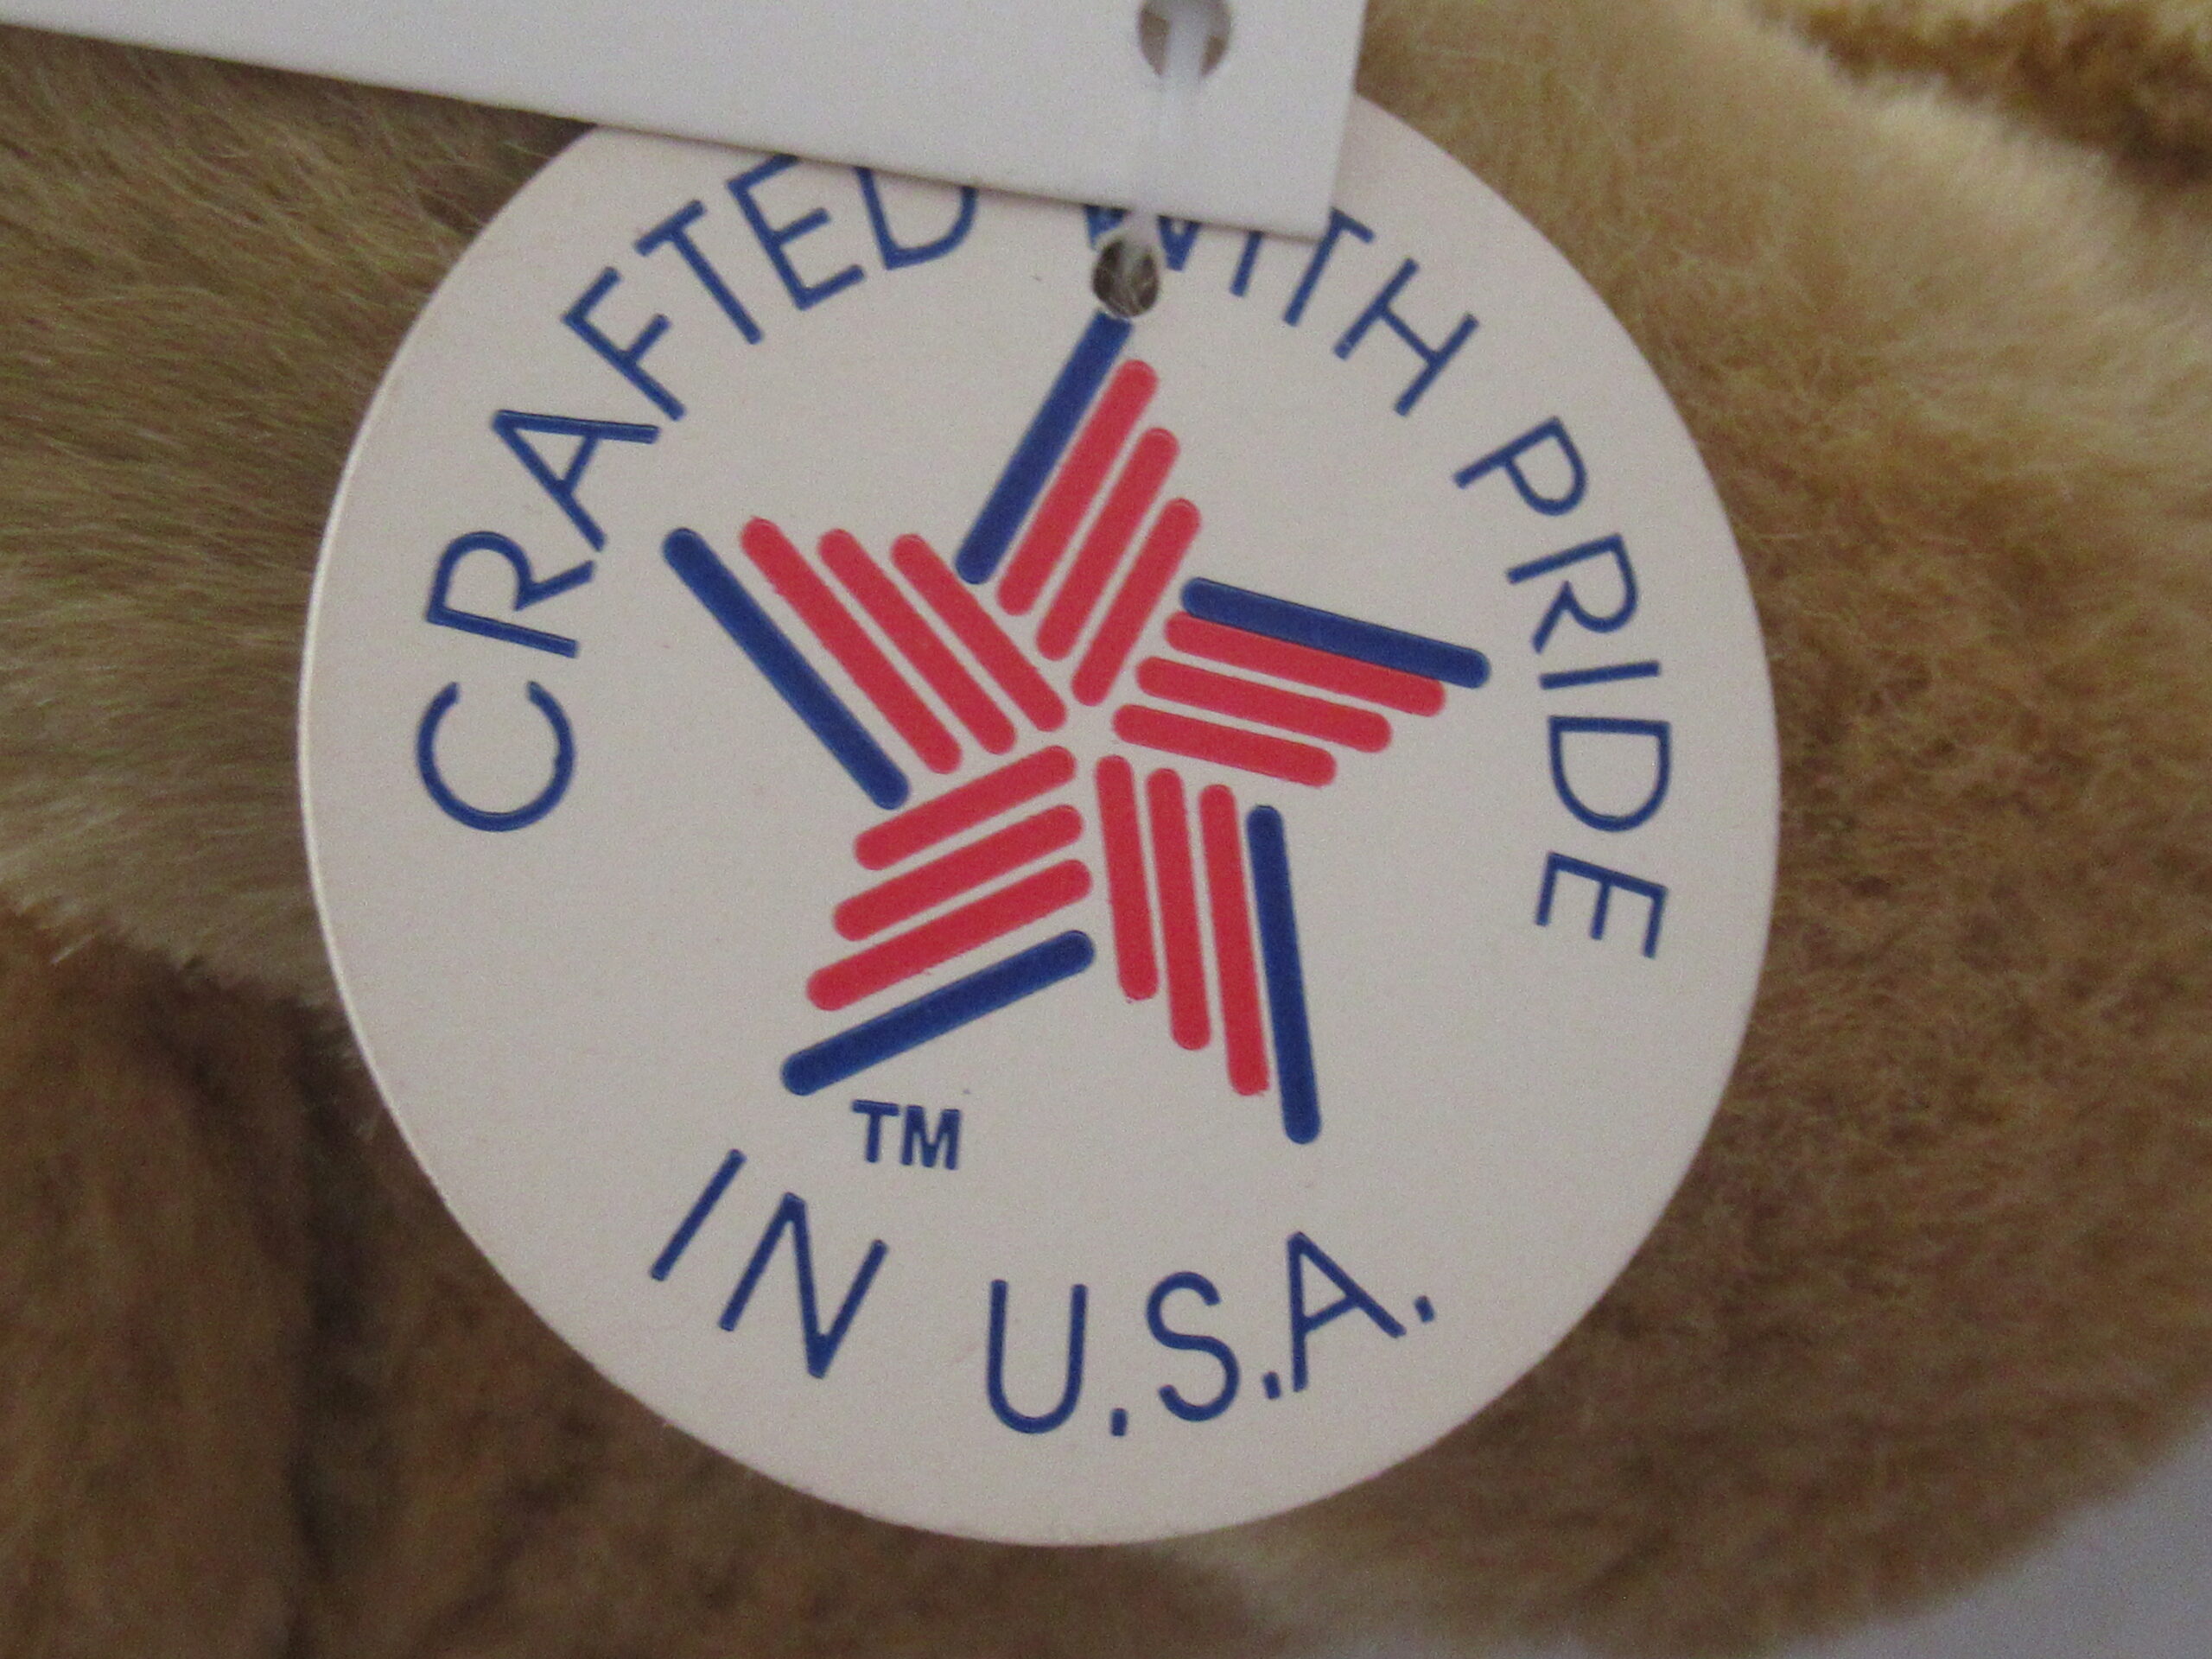 CRAFTED WITH PRIDE
TM
IN U.S.A.